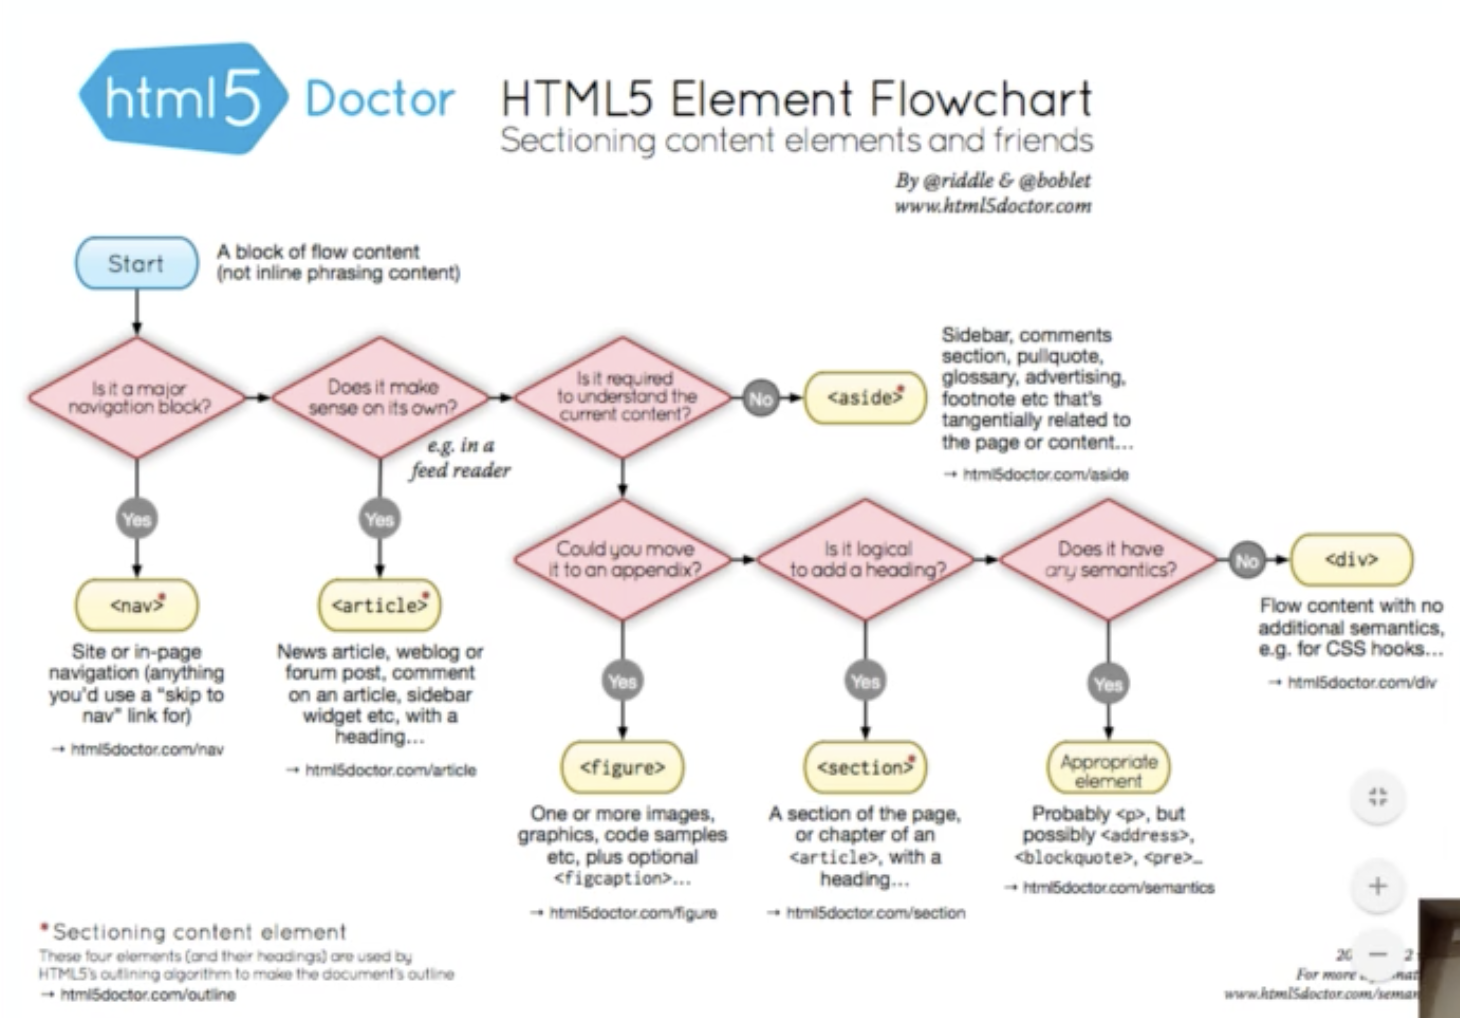 html5 Doctor
HTML5 Element Flowchart
Sectioning content elements and friends
By @riddle & @boblet
www.html5doctor.com
Start
A block of flow content
(not inline phrasing content)
Is it a major
navigation block?
Does it make
sense on its own?
e.g. in a
feed reader
Is it required
to understand the
current content?
No
<aside>*
Sidebar, comments
section, pullquote,
glossary, advertising,
footnote etc that's
tangentially related to
the page or content...
→ html5doctor.com/aside
Yes
<nav>*
Site or in-page
navigation (anything
you'd use a "skip to
nav" link for)
→ html5doctor.com/nav
Yes
<article>*
News article, weblog or
forum post, comment
on an article, sidebar
widget etc, with a
heading...
→ html5doctor.com/article
Could you move
it to an appendix?
Is it logical
to add a heading?
Does it have
any semantics?
No
<div>
Flow content with no
additional semantics,
e.g. for CSS hooks...
→ html5doctor.com/div
Yes
<figure>
One or more images,
graphics, code samples
etc, plus optional
<figcaption>...
→ html5doctor.com/figure
Yes
<section>*
A section of the page,
or chapter of an
<article>, with a
heading...
→ html5doctor.com/section
Yes
Appropriate
element
Probably <p>, but
possibly <address>,
<blockquote>, <pre>...
→ html5doctor.com/semantics
*Sectioning content element
These four elements (and their headings) are used by
HTML5's outlining algorithm to make the document's outline
→ html5doctor.com/outline
For more
www.html5doctor.com/